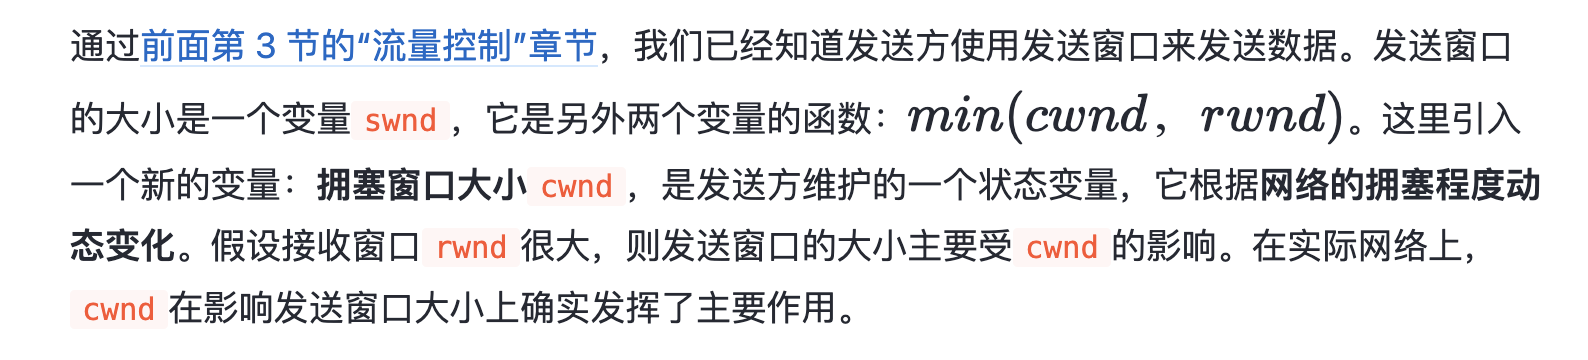 通过前面第 3 节的“流量控制”章节，我们已经知道发送方使用发送窗口来发送数据。发送窗口
的大小是一个变量 swnd ，它是另外两个变量的函数：min(cwnd，rwnd)。这里引入
一个新的变量：拥塞窗口大小 cwnd ，是发送方维护的一个状态变量，它根据网络的拥塞程度动
态变化。假设接收窗口 rwnd 很大，则发送窗口的大小主要受 cwnd 的影响。在实际网络上，
cwnd 在影响发送窗口大小上确实发挥了主要作用。